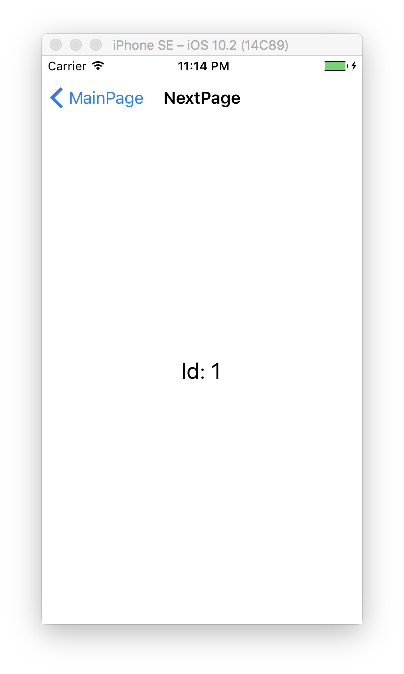 iPhone SE – iOS 10.2 (14C89)
Carrier 11:14 PM
MainPage NextPage
Id: 1